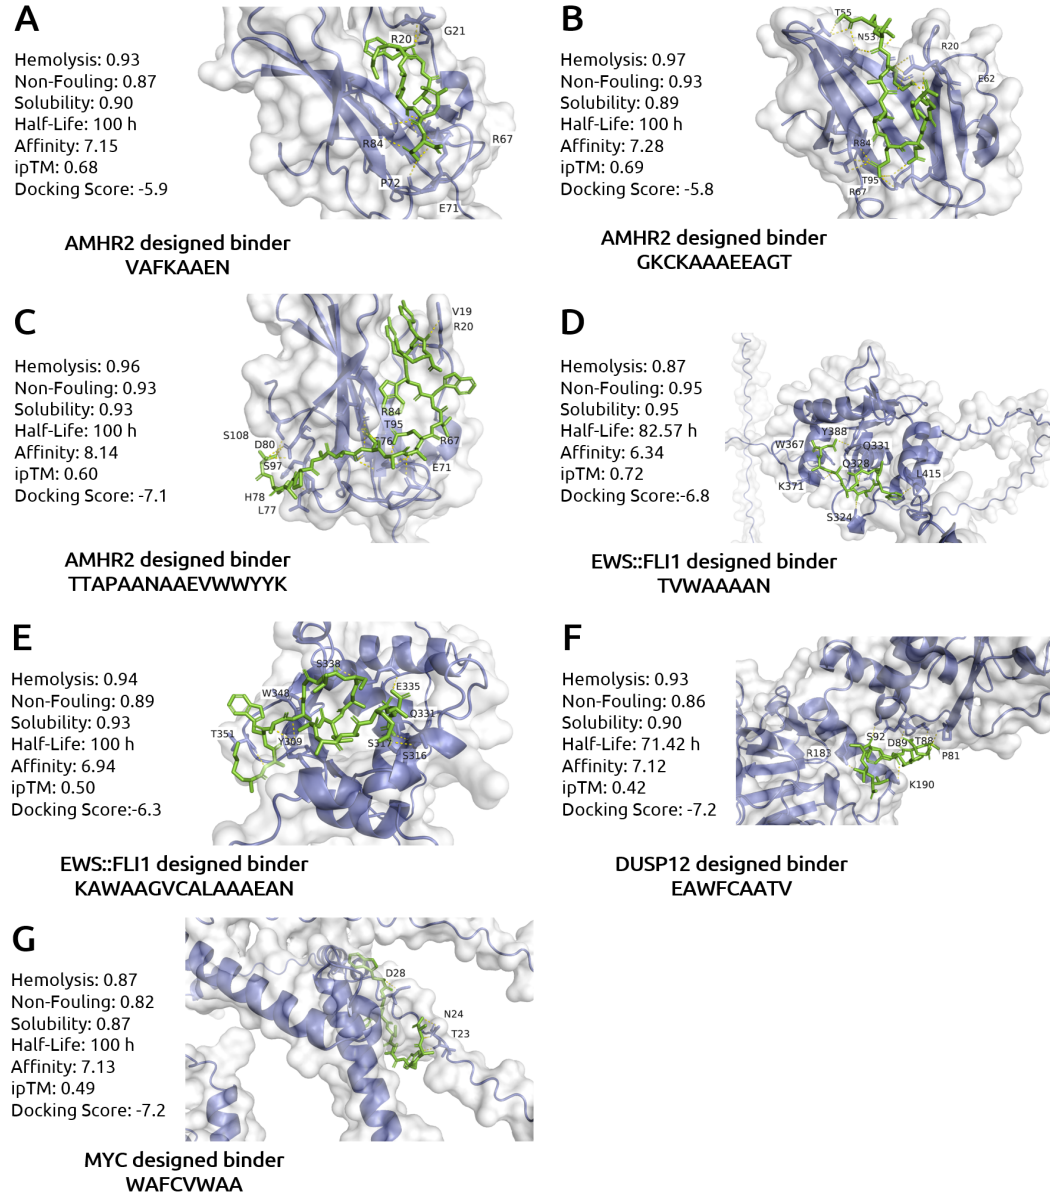 A
Hemolysis: 0.93
Non-Fouling: 0.87
Solubility: 0.90
Half-Life: 100 h
Affinity: 7.15
ipTM: 0.68
Docking Score: -5.9
G21
R20
R84
R67
P72
E71
AMHR2 designed binder
VAFKAAEN
B
Hemolysis: 0.97
Non-Fouling: 0.93
Solubility: 0.89
Half-Life: 100 h
Affinity: 7.28
ipTM: 0.69
Docking Score: -5.8
T55
N53
R20
E62
R84
T95
R67
AMHR2 designed binder
GKCKAAAEEAGT
C
Hemolysis: 0.96
Non-Fouling: 0.93
Solubility: 0.93
Half-Life: 100 h
Affinity: 8.14
ipTM: 0.60
Docking Score: -7.1
V19
R20
R84
T95
S108
D80
S76
R67
S97
E71
H78
L77
AMHR2 designed binder
TTAPAANAAEVWWYYK
D
Hemolysis: 0.87
Non-Fouling: 0.95
Solubility: 0.95
Half-Life: 82.57 h
Affinity: 6.34
ipTM: 0.72
Docking Score:-6.8
Y388
W367
Q331
Q328
L415
K371
S324
EWS::FLI1 designed binder
TVWAAAAN
E
Hemolysis: 0.94
Non-Fouling: 0.89
Solubility: 0.93
Half-Life: 100 h
Affinity: 6.94
ipTM: 0.50
Docking Score:-6.3
S338
W348
E335
Q331
T351
Y309
S317
S316
EWS::FLI1 designed binder
KAWAAGVCALAAAEAN
F
Hemolysis: 0.93
Non-Fouling: 0.86
Solubility: 0.90
Half-Life: 71.42 h
Affinity: 7.12
ipTM: 0.42
Docking Score: -7.2
S92
D89
T88
R183
P81
K190
DUSP12 designed binder
EAWFCAATV
G
Hemolysis: 0.87
Non-Fouling: 0.82
Solubility: 0.87
Half-Life: 100 h
Affinity: 7.13
ipTM: 0.49
Docking Score: -7.2
D28
N24
T23
MYC designed binder
WAFCVWAA